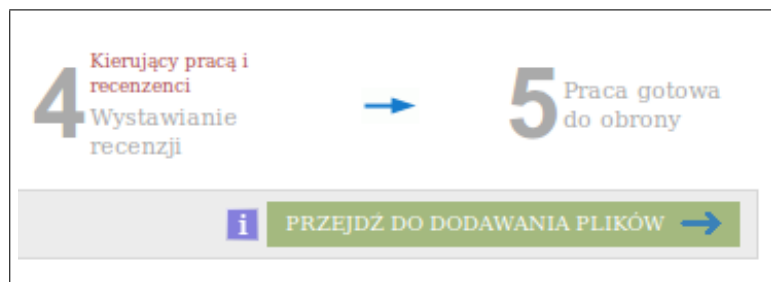 4
Kierujący pracą i
recenzenci
Wystawianie
recenzji
5
Praca gotowa
do obrony
i
PRZEJDŹ DO DODAWANIA PLIKÓW